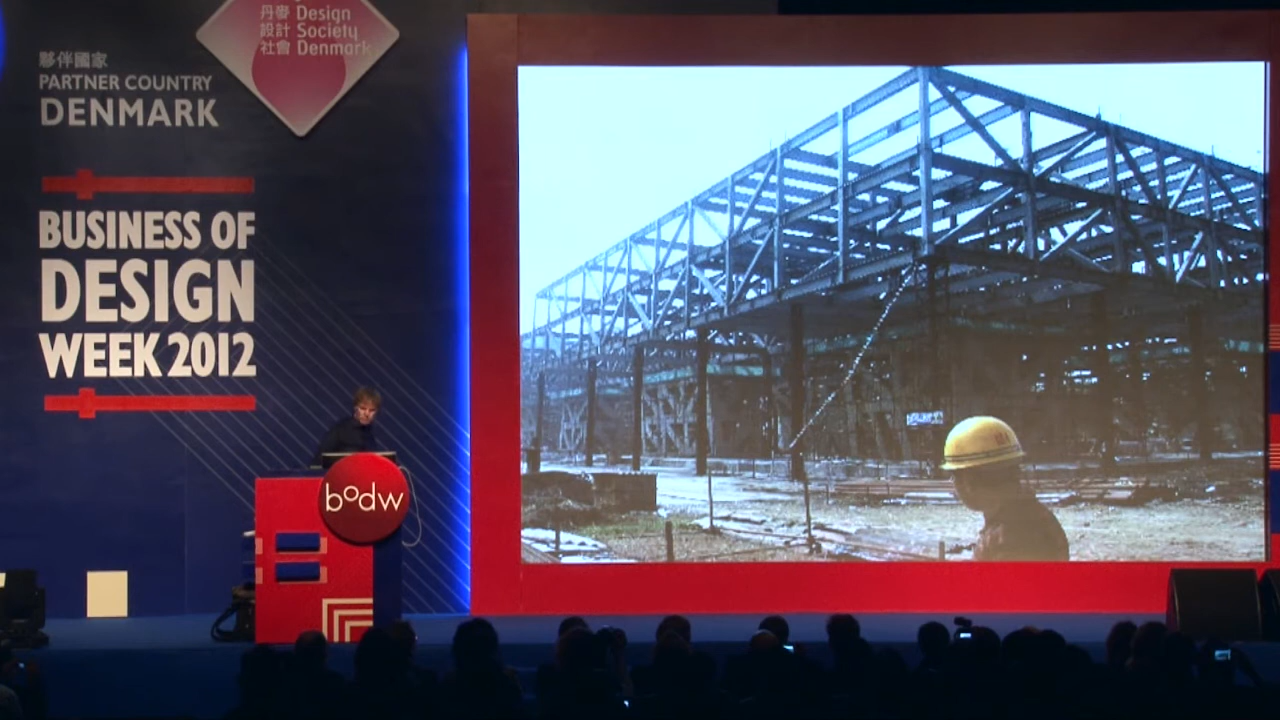 夥伴國家
PARTNER COUNTRY
DENMARK
丹麥 Design
設計 Society
社會 Denmark
BUSINESS OF
DESIGN
WEEK 2012
bodw